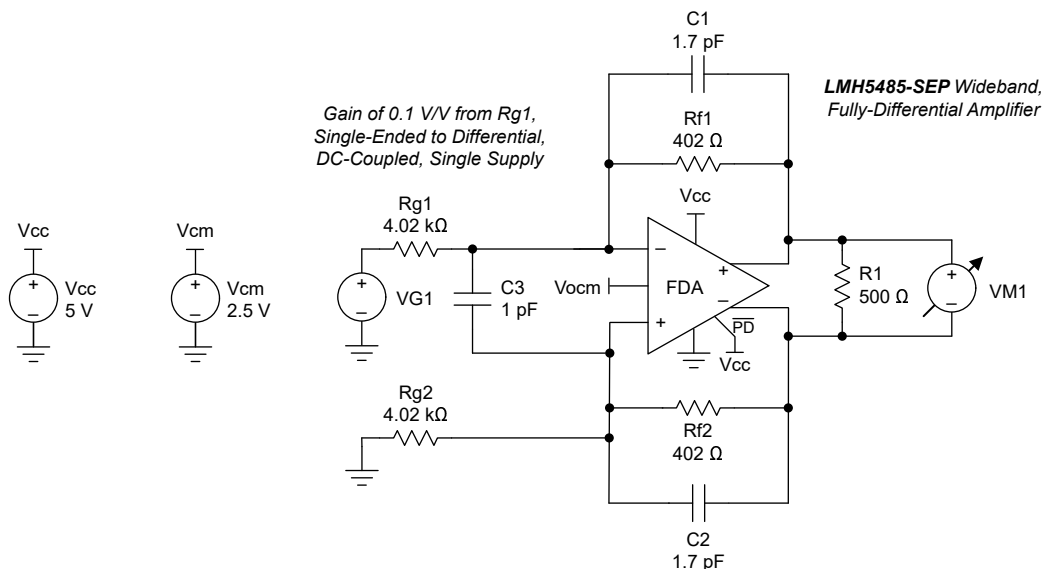 C1
1.7 pF
LMH5485-SEP Wideband,
Fully-Differential Amplifier
Gain of 0.1 V/V from Rg1,
Single-Ended to Differential,
DC-Coupled, Single Supply
Rf1
402 Ω
Vcc
Vcc
+
−
Vcc
5 V
Vcm
+
−
Vcm
2.5 V
Rg1
4.02 kΩ
+
−
VG1
C3
1 pF
Vocm
−
+
FDA
+
−
PD
Vcc
R1
500 Ω
+
−
VM1
Rg2
4.02 kΩ
Rf2
402 Ω
C2
1.7 pF